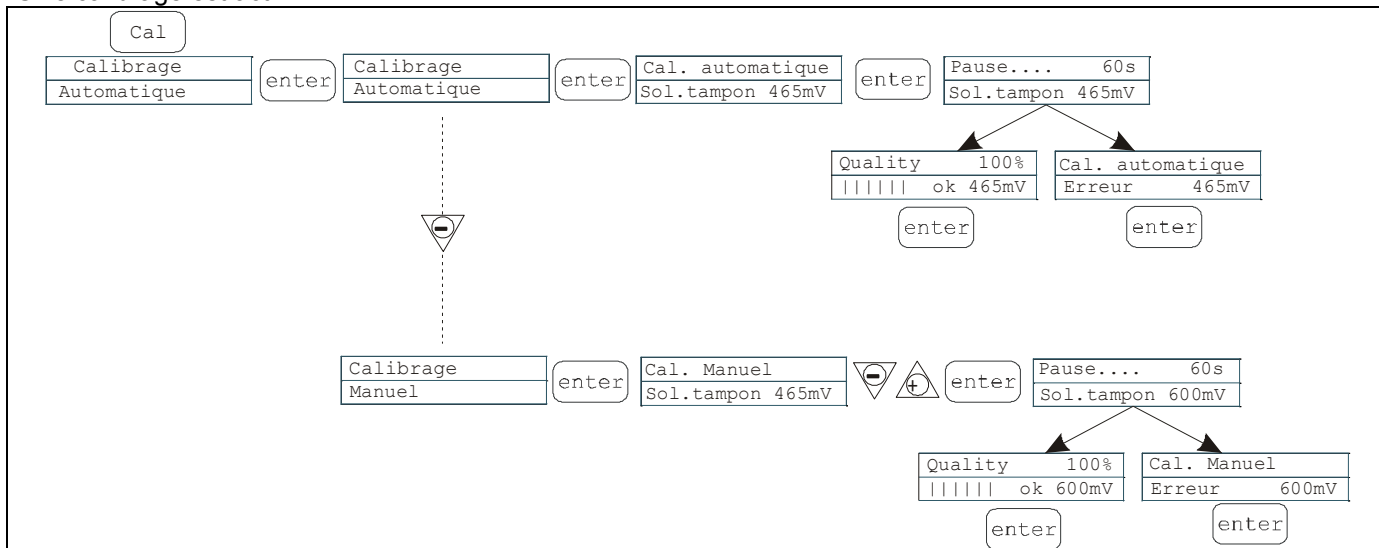 Cal
Calibrage
Automatique
enter
Calibrage
Automatique
enter
Cal. automatique
Sol.tampon 465mV
enter
Pause.... 60s
Sol.tampon 465mV
Quality 100%
|||||| ok 465mV
enter
Cal. automatique
Erreur 465mV
enter
Calibrage
Manuel
enter
Cal. Manuel
Sol.tampon 465mV
enter
Pause.... 60s
Sol.tampon 600mV
Quality 100%
|||||| ok 600mV
enter
Cal. Manuel
Erreur 600mV
enter